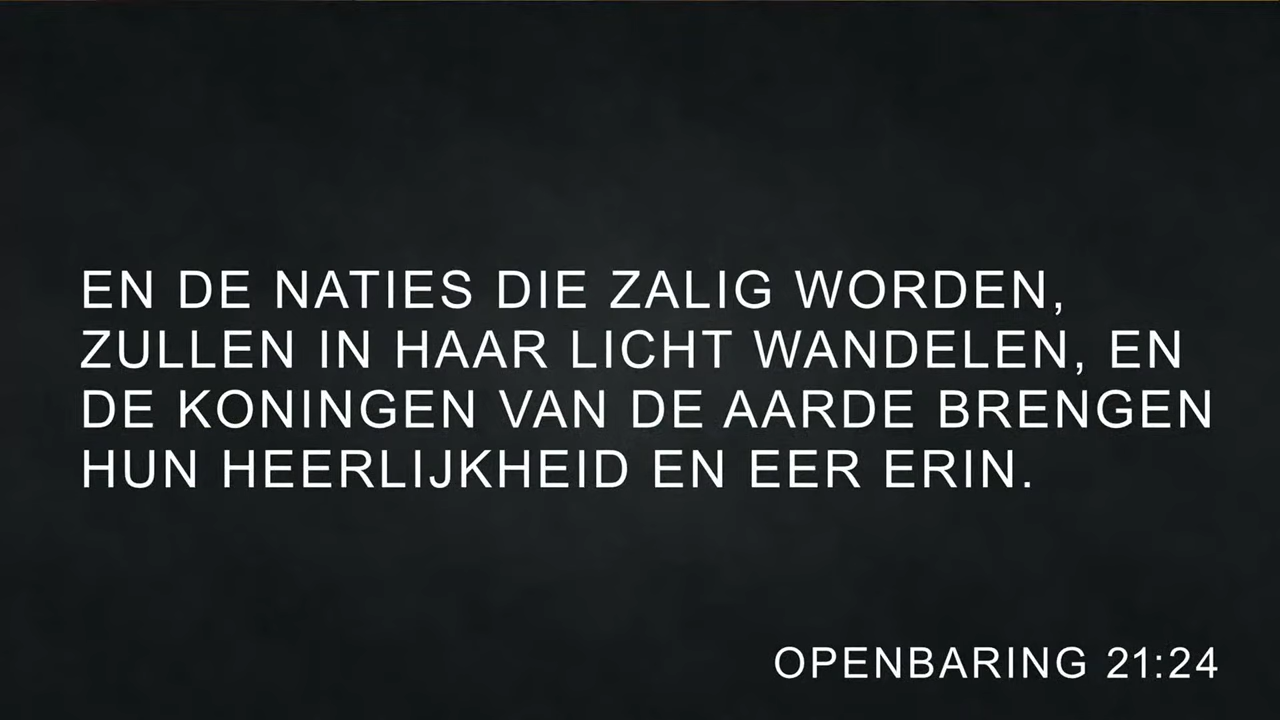 EN DE NATIES DIE ZALIG WORDEN,
ZULLEN IN HAAR LICHT WANDELEN, EN
DE KONINGEN VAN DE AARDE BRENGEN
HUN HEERLIJKHEID EN EER ERIN.
OPENBARING 21:24